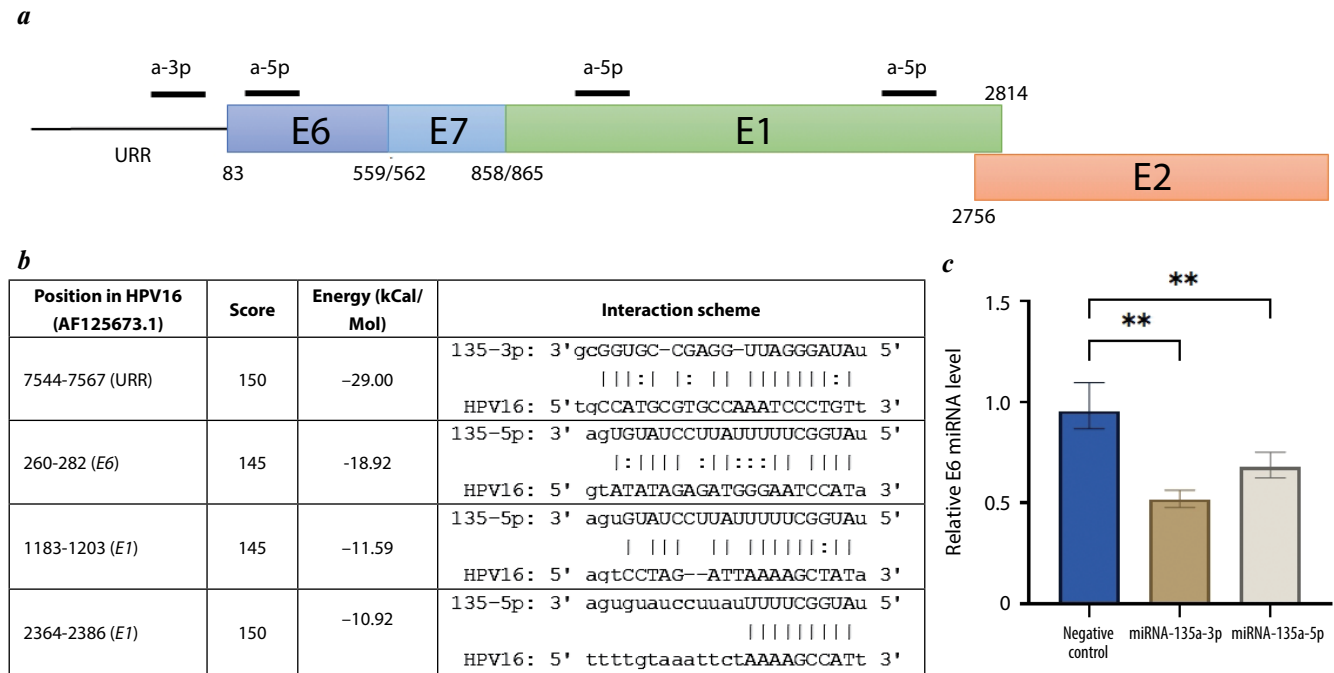 a
a-3p
a-5p
a-5p
a-5p
2814
E6
E7
E1
URR
83
559/562
858/865
E2
2756
b
Position in HPV16 (AF125673.1)
Score
Energy (kCal/Mol)
Interaction scheme
7544-7567 (URR)
150
–29.00
135-3p: 3'gcGGUGC-CGAGG-UUAGGGAUAu 5'
|||:| |: || |||||||:|
HPV16: 5'tgCCATGCGTGCCAAATCCCTGTt 3'
260-282 (E6)
145
-18.92
135-5p: 3' agUGUAUCCUUAUUUUUCGGUAu 5'
|:|||| :||:::|| ||||
HPV16: 5' gtATATAGAGATGGGAATCCATa 3'
1183-1203 (E1)
145
–11.59
135-5p: 3' aguGUAUCCUUAUUUUUCGGUAu 5'
| ||| || ||||||:||
HPV16: 5' agtCCTAG--ATTAAAAGCTATa 3'
2364-2386 (E1)
150
–10.92
135-5p: 3' aguguauccuuauUUUUCGGUAu 5'
|||||||||
HPV16: 5' ttttgtaaattctAAAAGCCATt 3'
c
**
**
1.5
1.0
0.5
0
Relative E6 miRNA level
Negative control
miRNA-135a-3p
miRNA-135a-5p